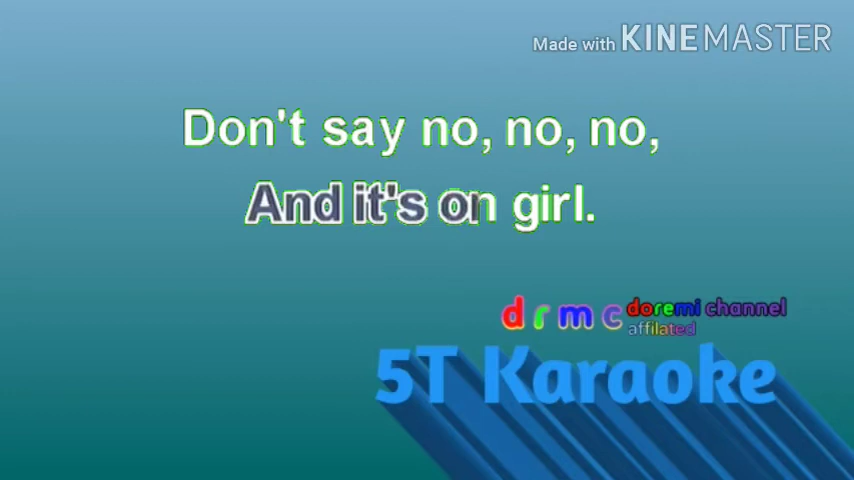 Made with KINEMASTER
Don't say no, no, no,
And it's on girl.
d r m c doremi channel
affilated
5T Karaoke